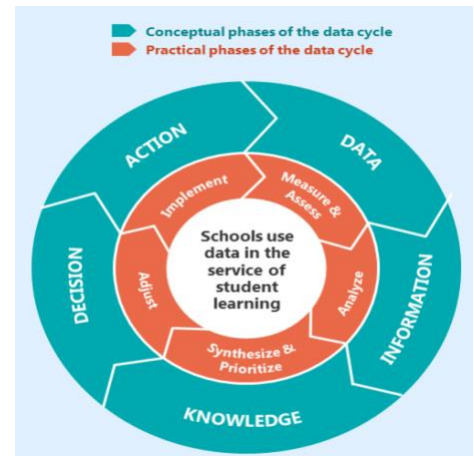 Conceptual phases of the data cycle
Practical phases of the data cycle
ACTION
DATA
INFORMATION
KNOWLEDGE
DECISION
Implement
Measure &
Assess
Analyze
Synthesize &
Prioritize
Adjust
Schools use
data in the
service of
student
learning